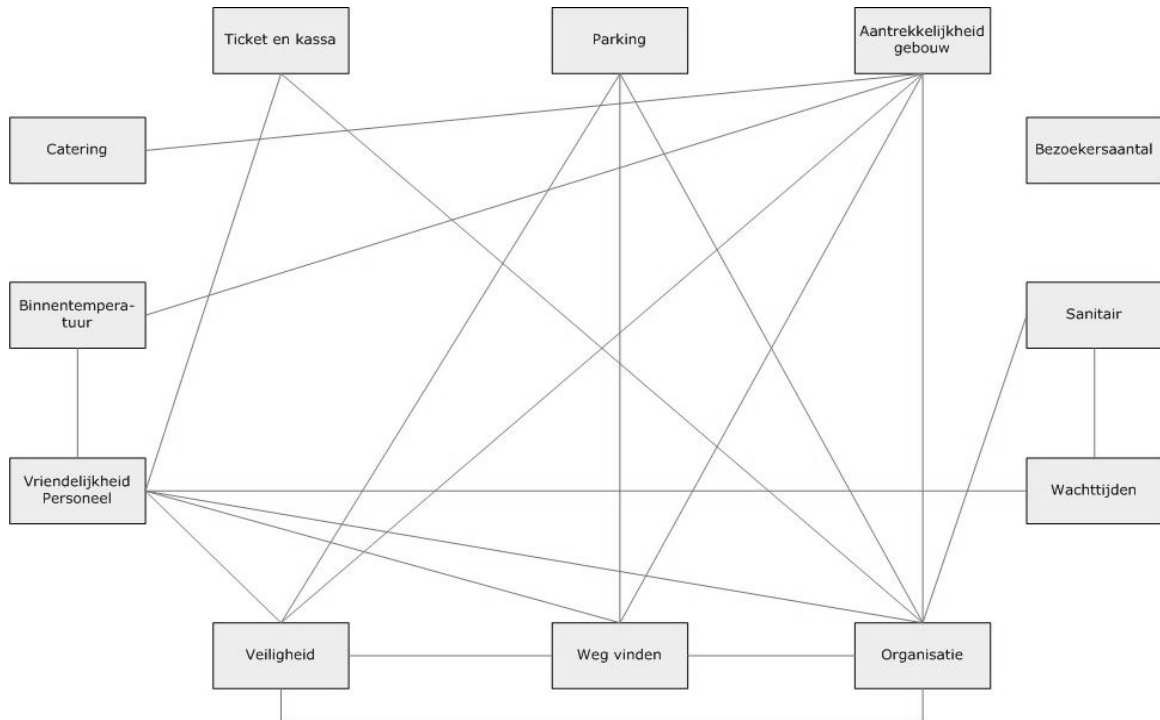 Ticket en kassa
Parking
Aantrekkelijkheid
gebouw
Catering
Bezoekersaantal
Binnentempera-
tuur
Sanitair
Vriendelijkheid
Personeel
Wachttijden
Veiligheid
Weg vinden
Organisatie